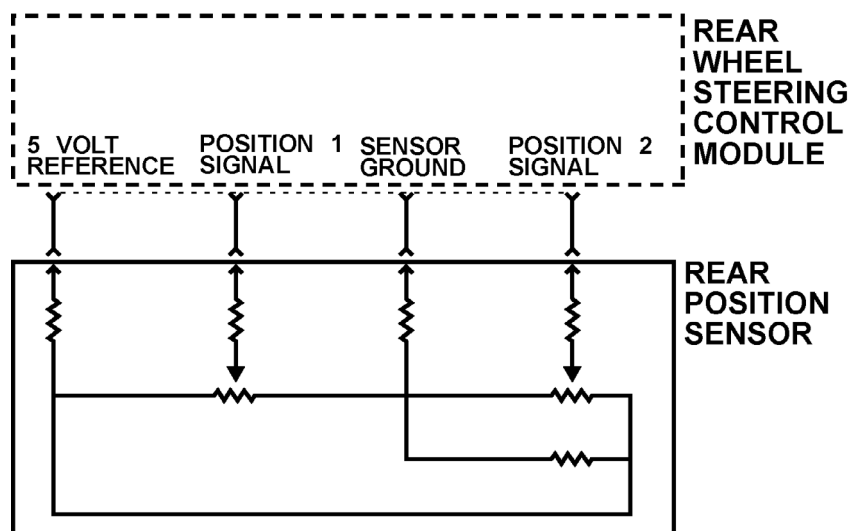 REAR
WHEEL
STEERING
CONTROL
MODULE
5 VOLT
REFERENCE
POSITION 1
SIGNAL
SENSOR
GROUND
POSITION 2
SIGNAL
REAR
POSITION
SENSOR